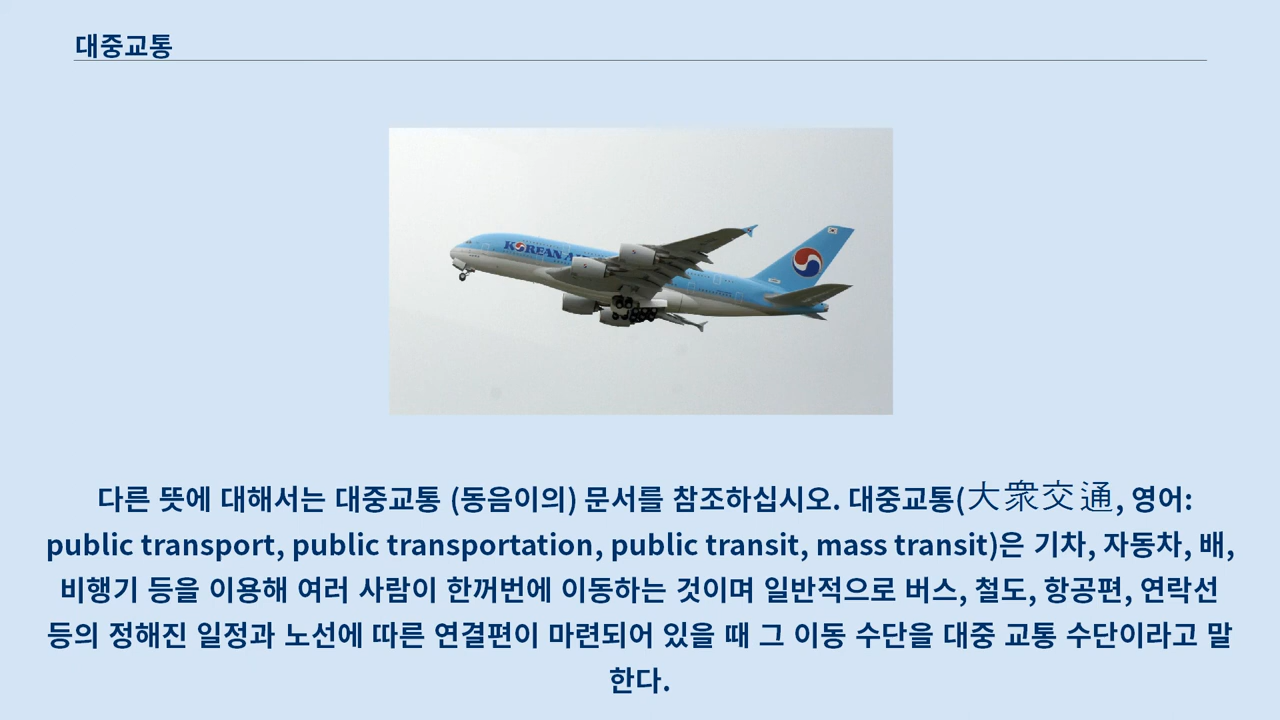 대중교통
KOREAN A
다른 뜻에 대해서는 대중교통 (동음이의) 문서를 참조하십시오. 대중교통(大衆交通, 영어:
public transport, public transportation, public transit, mass transit)은 기차, 자동차, 배,
비행기 등을 이용해 여러 사람이 한꺼번에 이동하는 것이며 일반적으로 버스, 철도, 항공편, 연락선
등의 정해진 일정과 노선에 따른 연결편이 마련되어 있을 때 그 이동 수단을 대중 교통 수단이라고 말
한다.